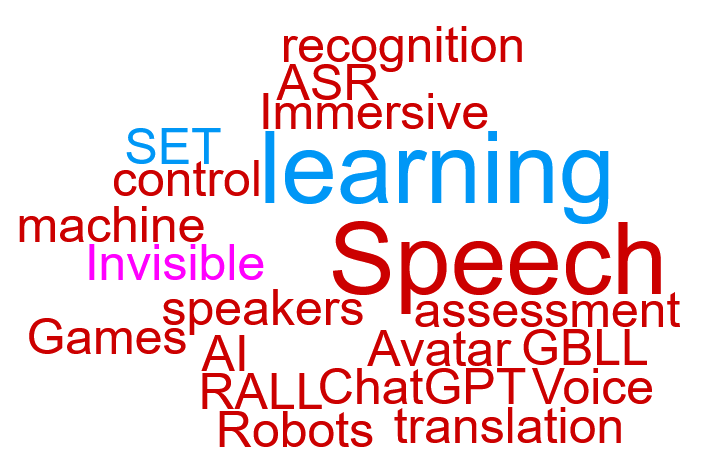 recognition
ASR
Immersive
SET
learning
control
machine
Speech
Invisible
speakers
assessment
Games
AI
Avatar
GBLL
RALL
ChatGPT
Voice
Robots
translation